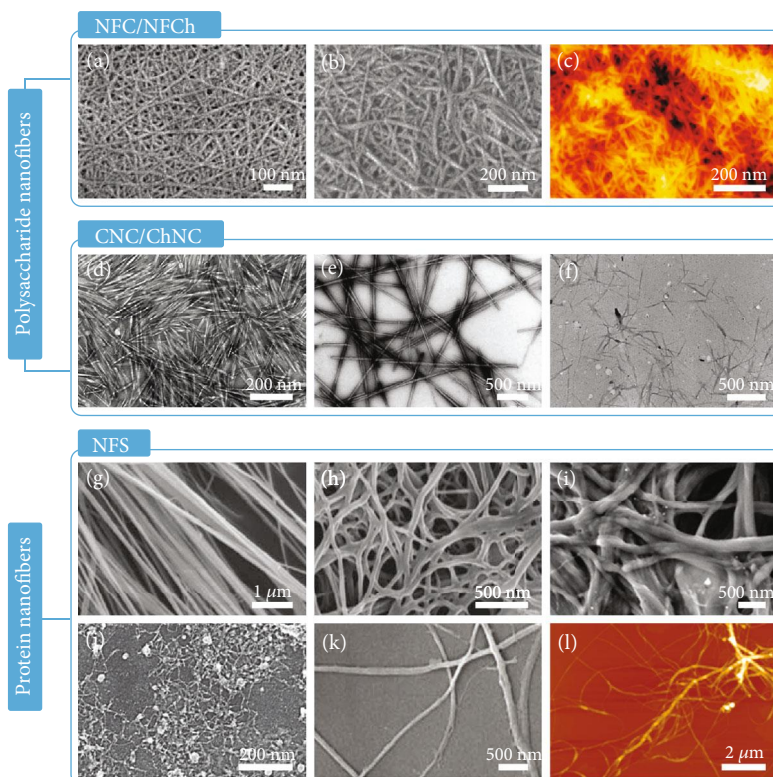 NFC/NFCh
(a)
(b)
(c)
100 nm
200 nm
200 nm
Polysaccharide nanofibers
CNC/ChNC
(d)
(e)
(f)
200 nm
500 nm
500 nm
NFS
(g)
(h)
(i)
1 μm
500 nm
500 nm
Protein nanofibers
(j)
(k)
(l)
200 nm
500 nm
2 μm